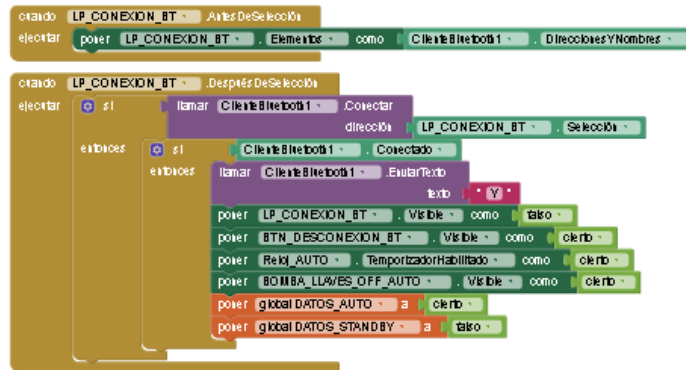 cuando LP_CONEXION_BT .AntesDeSelección
ejecutar poner LP_CONEXION_BT . Elementos como ClienteBluetooth1 . DireccionesYNombres
cuando LP_CONEXION_BT .DespuésDeSelección
ejecutar si llamar ClienteBluetooth1 .Conectar
dirección LP_CONEXION_BT . Selección
entonces si ClienteBluetooth1 . Conectado
entonces llamar ClienteBluetooth1 .EnviarTexto
texto " Y "
poner LP_CONEXION_BT . Visible como falso
poner BTN_DESCONEXION_BT . Visible como cierto
poner Reloj_AUTO . TemporizadorHabilitado como cierto
poner BOMBA_LLAVES_OFF_AUTO . Visible como cierto
poner global DATOS_AUTO a cierto
poner global DATOS_STANDBY a falso